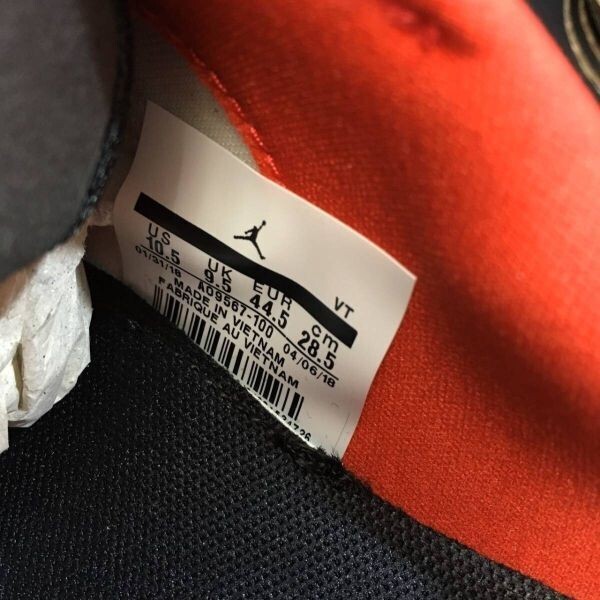 VT
US UK EUR cm
10.5 9.5 44.5 28.5
01/31/18 AO9567-100 04/06/18
MADE IN VIETNAM
FABRIQUE AU VIETNAM